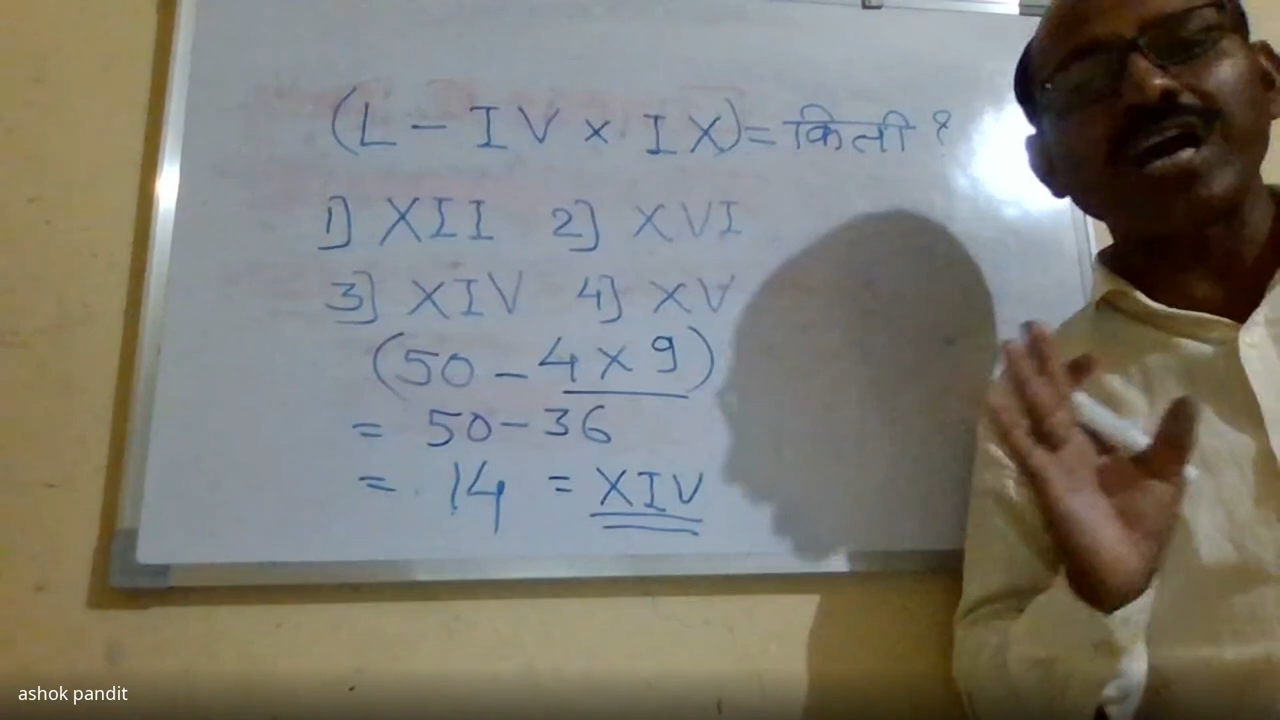 (L - IV × IX) = किती ?
1) XII 2) XVI
3) XIV 4) XV
(50 - 4 × 9)
= 50 - 36
= 14 = XIV
ashok pandit